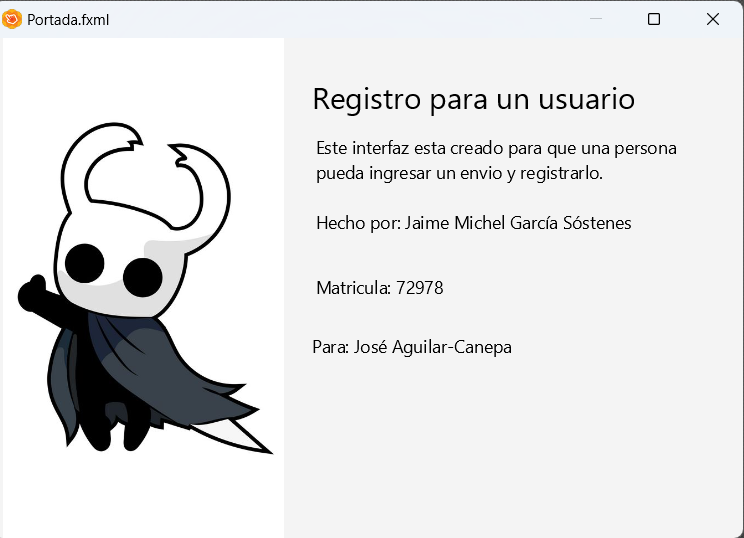 Portada.fxml
Registro para un usuario
Este interfaz esta creado para que una persona
pueda ingresar un envio y registrarlo.
Hecho por: Jaime Michel García Sóstenes
Matricula: 72978
Para: José Aguilar-Canepa